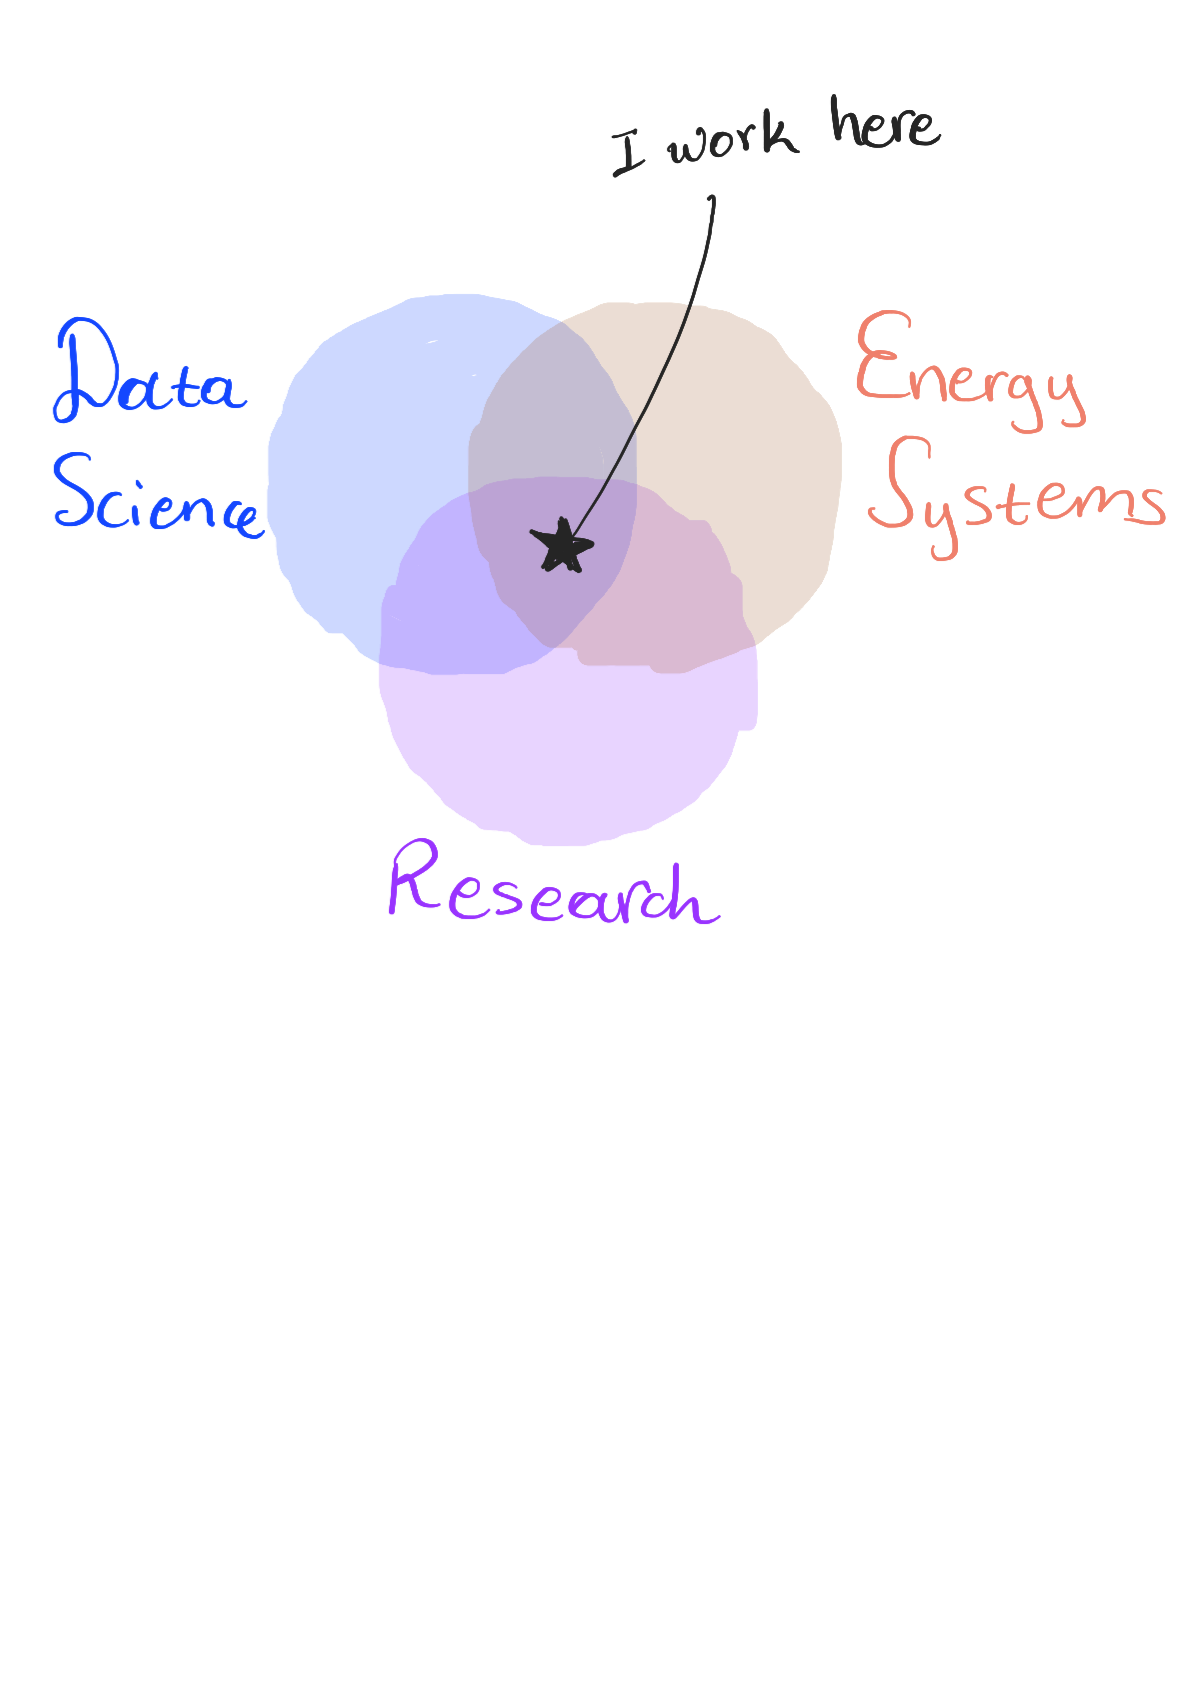 I work here
Data
Science
Energy
Systems
Research